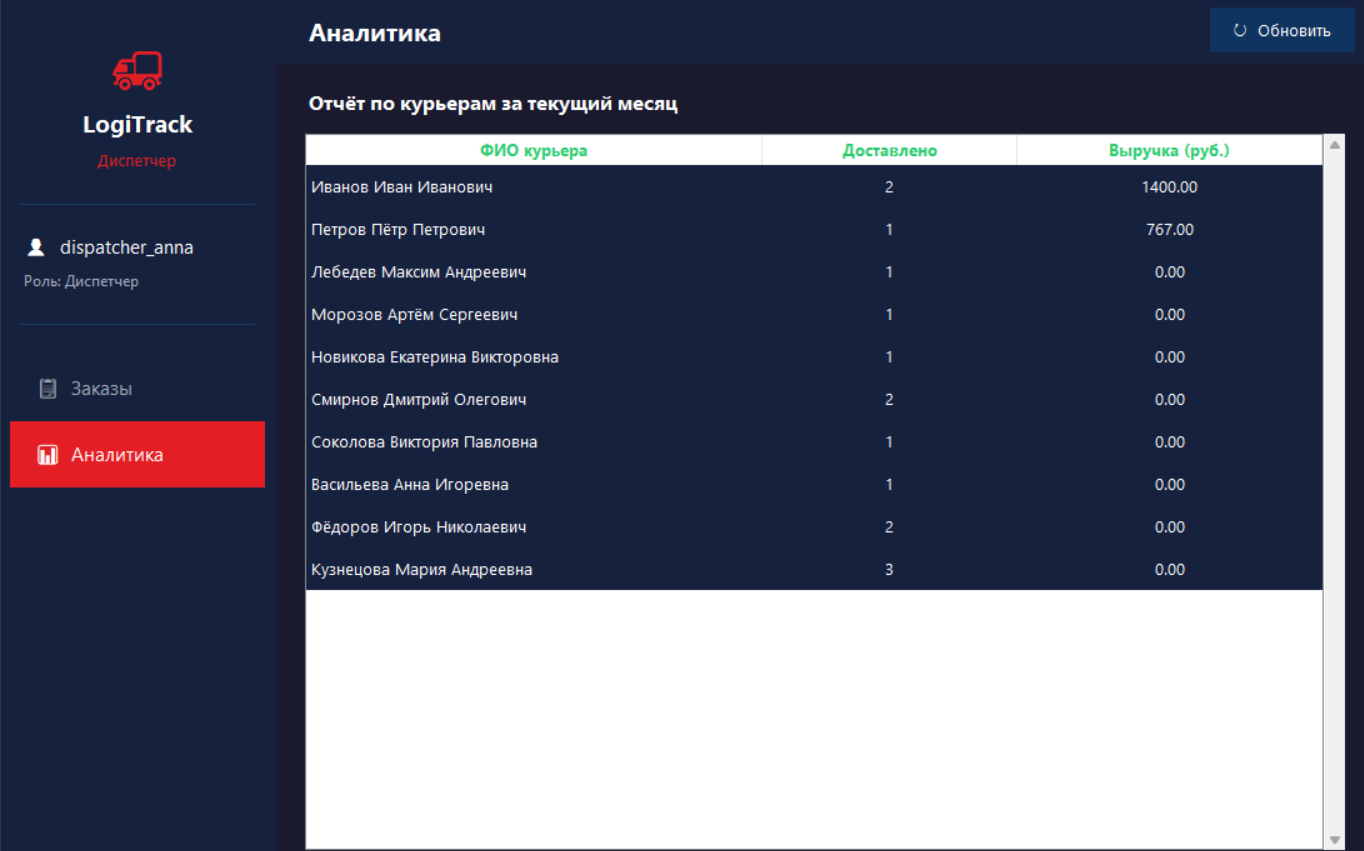 LogiTrack
Диспетчер
dispatcher_anna
Роль: Диспетчер
Заказы
Аналитика
Аналитика
Обновить
Отчёт по курьерам за текущий месяц
ФИО курьера Доставлено Выручка (руб.)
Иванов Иван Иванович 2 1400.00
Петров Пётр Петрович 1 767.00
Лебедев Максим Андреевич 1 0.00
Морозов Артём Сергеевич 1 0.00
Новикова Екатерина Викторовна 1 0.00
Смирнов Дмитрий Олегович 2 0.00
Соколова Виктория Павловна 1 0.00
Васильева Анна Игоревна 1 0.00
Фёдоров Игорь Николаевич 2 0.00
Кузнецова Мария Андреевна 3 0.00